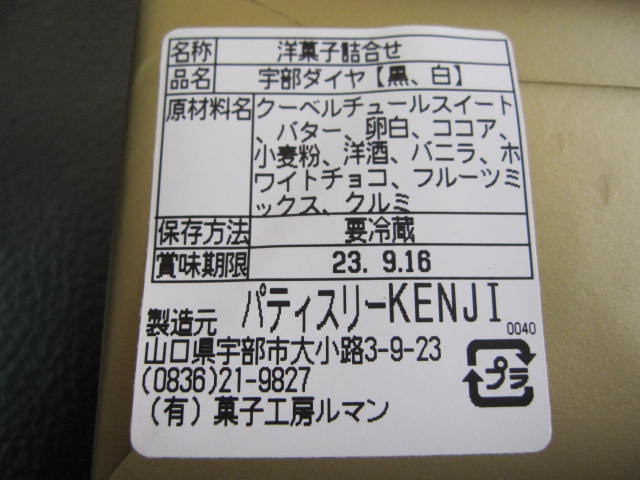 名称 洋菓子詰合せ
品名 宇部ダイヤ【黒、白】
原材料名 クーベルチュールスイート
、バター、卵白、ココア、
小麦粉、洋酒、バニラ、ホ
ワイトチョコ、フルーツミ
ックス、クルミ
保存方法 要冷蔵
賞味期限 23. 9.16
製造元 パティスリーKENJI
0040
山口県宇部市大小路3-9-23
(0836)21-9827
(有) 菓子工房ルマン
プラ